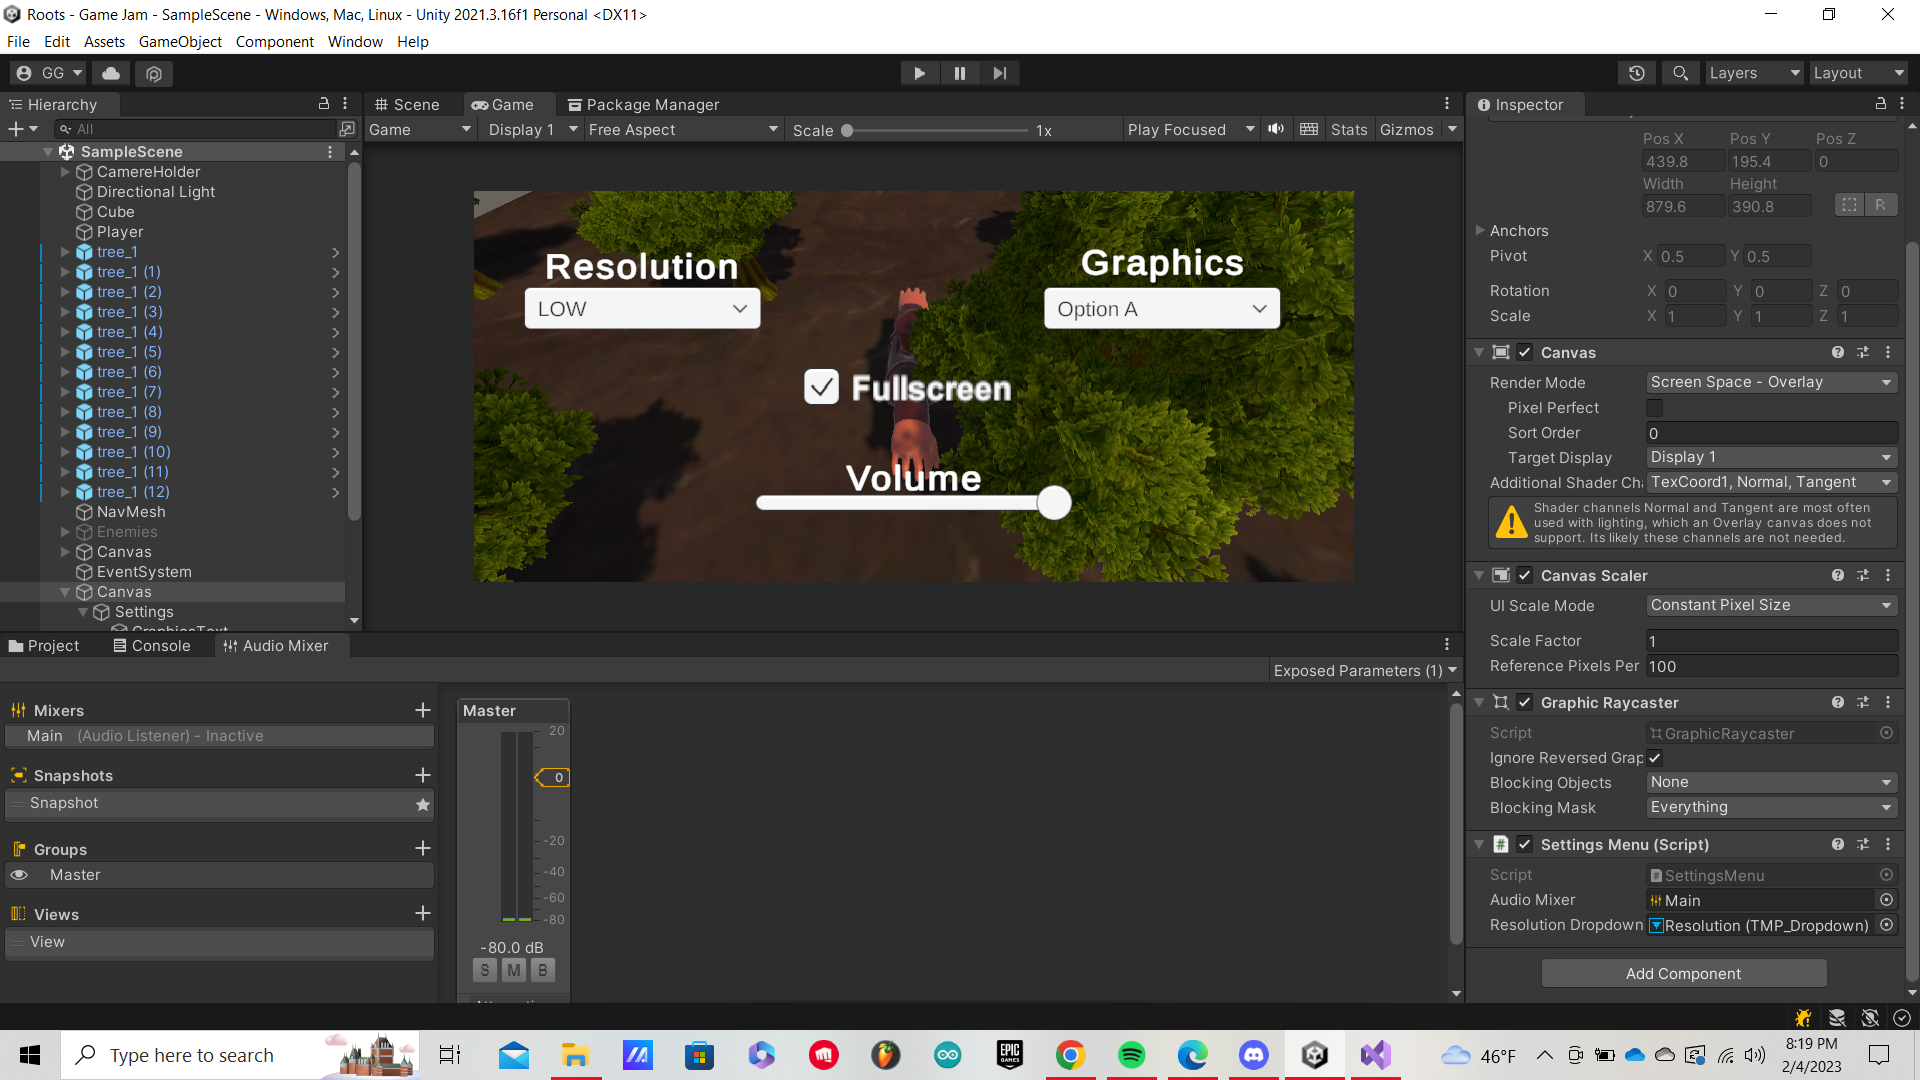 Roots - Game Jam - SampleScene - Windows, Mac, Linux - Unity 2021.3.16f1 Personal <DX11>
File Edit Assets GameObject Component Window Help
GG
Layers Layout
Hierarchy
Scene Game Package Manager
Inspector
All
Game Display 1 Free Aspect Scale 1x Play Focused Stats Gizmos
SampleScene
CamereHolder
Directional Light
Cube
Player
tree_1
tree_1 (1)
tree_1 (2)
tree_1 (3)
tree_1 (4)
tree_1 (5)
tree_1 (6)
tree_1 (7)
tree_1 (8)
tree_1 (9)
tree_1 (10)
tree_1 (11)
tree_1 (12)
NavMesh
Enemies
Canvas
EventSystem
Canvas
Settings
GraphicsText
Resolution
LOW
Graphics
Option A
Fullscreen
Volume
Pos X Pos Y Pos Z
439.8 195.4 0
Width Height
879.6 390.8 R
Anchors
Pivot X 0.5 Y 0.5
Rotation X 0 Y 0 Z 0
Scale X 1 Y 1 Z 1
Canvas
Render Mode Screen Space - Overlay
Pixel Perfect
Sort Order 0
Target Display Display 1
Additional Shader Cha TexCoord1, Normal, Tangent
Shader channels Normal and Tangent are most often
used with lighting, which an Overlay canvas does not
support. Its likely these channels are not needed.
Canvas Scaler
UI Scale Mode Constant Pixel Size
Scale Factor 1
Reference Pixels Per 100
Graphic Raycaster
Script GraphicRaycaster
Ignore Reversed Grap
Blocking Objects None
Blocking Mask Everything
Settings Menu (Script)
Script SettingsMenu
Audio Mixer Main
Resolution Dropdown Resolution (TMP_Dropdown)
Add Component
Project Console Audio Mixer
Exposed Parameters (1)
Mixers
Main (Audio Listener) - Inactive
Snapshots
Snapshot
Groups
Master
Views
View
Master
20
0
-20
-40
-60
-80
-80.0 dB
S M B
Type here to search
EPIC
GAMES
46°F
8:19 PM
2/4/2023